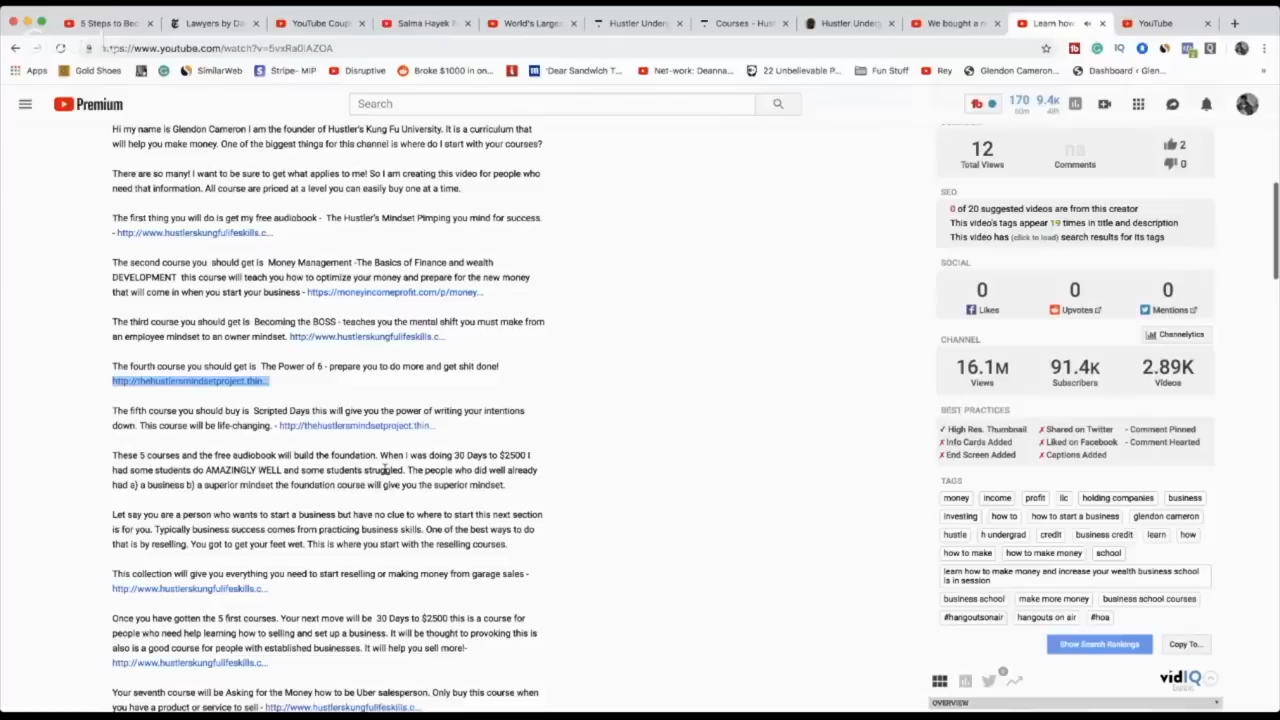 5 Steps to Bec
Lawyers by Da
YouTube Coup
Salma Hayek
World's Larges
Hustler Under
Courses - Hust
Hustler Underg
We bought a n
Learn how
YouTube
https://www.youtube.com/watch?v=
Apps
Gold Shoes
SimilarWeb
Stripe- MIP
Disruptive
Broke $1000 in on...
'Dear Sandwich T...
Net-work: Deanna...
22 Unbelievable P...
Fun Stuff
Rey
Glendon Cameron...
Dashboard ‹ Glen...
Premium
Search
170
60m
9.4k
48h
Hi my name is Glendon Cameron I am the founder of Hustler's Kung Fu University. It is a curriculum that
will help you make money. One of the biggest things for this channel is where do I start with your courses?
There are so many! I want to be sure to get what applies to me! So I am creating this video for people who
need that information. All course are priced at a level you can easily buy one at a time.
The first thing you will do is get my free audiobook - The Hustler's Mindset Pimping you mind for success.
- http://www.hustlerskungfulifeskills.c...
The second course you should get is Money Management -The Basics of Finance and wealth
DEVELOPMENT this course will teach you how to optimize your money and prepare for the new money
that will come in when you start your business - https://moneyincomeprofit.com/p/money...
The third course you should get is Becoming the BOSS - teaches you the mental shift you must make from
an employee mindset to an owner mindset. http://www.hustlerskungfulifeskills.c...
The fourth course you should get is The Power of 6 - prepare you to do more and get shit done!
http://thehustlersmindsetproject.thin...
The fifth course you should buy is Scripted Days this will give you the power of writing your intentions
down. This course will be life-changing. - http://thehustlersmindsetproject.thin...
These 5 courses and the free audiobook will build the foundation. When I was doing 30 Days to $2500 I
had some students do AMAZINGLY WELL and some students struggled. The people who did well already
had a) a business b) a superior mindset the foundation course will give you the superior mindset.
Let say you are a person who wants to start a business but have no clue to where to start this next section
is for you. Typically business success comes from practicing business skills. One of the best ways to do
that is by reselling. You got to get your feet wet. This is where you start with the reselling courses.
This collection will give you everything you need to start reselling or making money from garage sales -
http://www.hustlerskungfulifeskills.c...
Once you have gotten the 5 first courses. Your next move will be 30 Days to $2500 this is a course for
people who need help learning how to selling and set up a business. It will be thought to provoking this is
also is a good course for people with established businesses. It will help you sell more!-
http://www.hustlerskungfulifeskills.c...
Your seventh course will be Asking for the Money how to be Uber salesperson. Only buy this course when
you have a product or service to sell - http://www.hustlerskungfulifeskills.c...
12
Total Views
na
Comments
2
0
SEO
0 of 20 suggested videos are from this creator
This video's tags appear 19 times in title and description
This video has (click to load) search results for its tags
SOCIAL
0
Likes
0
Upvotes
0
Mentions
Channelytics
CHANNEL
16.1M
Views
91.4K
Subscribers
2.89K
Videos
BEST PRACTICES
✓ High Res. Thumbnail
✗ Shared on Twitter
- Comment Pinned
✗ Info Cards Added
✗ Liked on Facebook
- Comment Hearted
✗ End Screen Added
✗ Captions Added
TAGS
money
income
profit
llc
holding companies
business
investing
how to
how to start a business
glendon cameron
hustle
h undergrad
credit
business credit
learn
how
how to make
how to make money
school
learn how to make money and increase your wealth business school
is in session
business school
make more money
business school courses
#hangoutsonair
hangouts on air
#hoa
Show Search Rankings
Copy To...
vidIQ
OVERVIEW